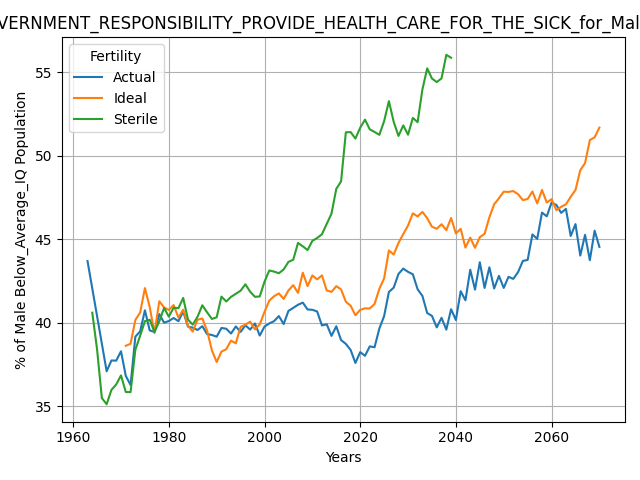 VERNMENT_RESPONSIBILITY_PROVIDE_HEALTH_CARE_FOR_THE_SICK_for_Mal
Fertility
Actual
Ideal
Sterile
% of Male Below_Average_IQ Population
55
50
45
40
35
1960
1980
2000
2020
2040
2060
Years